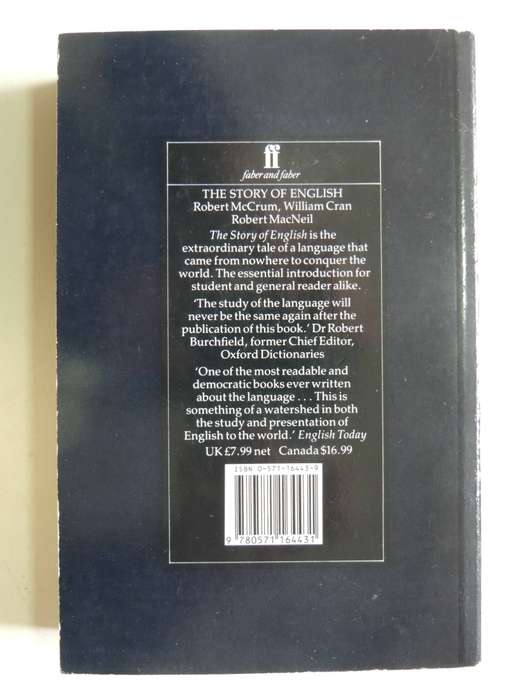 ff
faber and faber
THE STORY OF ENGLISH
Robert McCrum, William Cran
Robert MacNeil
The Story of English is the
extraordinary tale of a language that
came from nowhere to conquer the
world. The essential introduction for
student and general reader alike.
‘The study of the language will
never be the same again after the
publication of this book.’ Dr Robert
Burchfield, former Chief Editor,
Oxford Dictionaries
‘One of the most readable and
democratic books ever written
about the language . . . This is
something of a watershed in both
the study and presentation of
English to the world.’ English Today
UK £7.99 net Canada $16.99
ISBN 0-571-16443-9
9 780571 164431